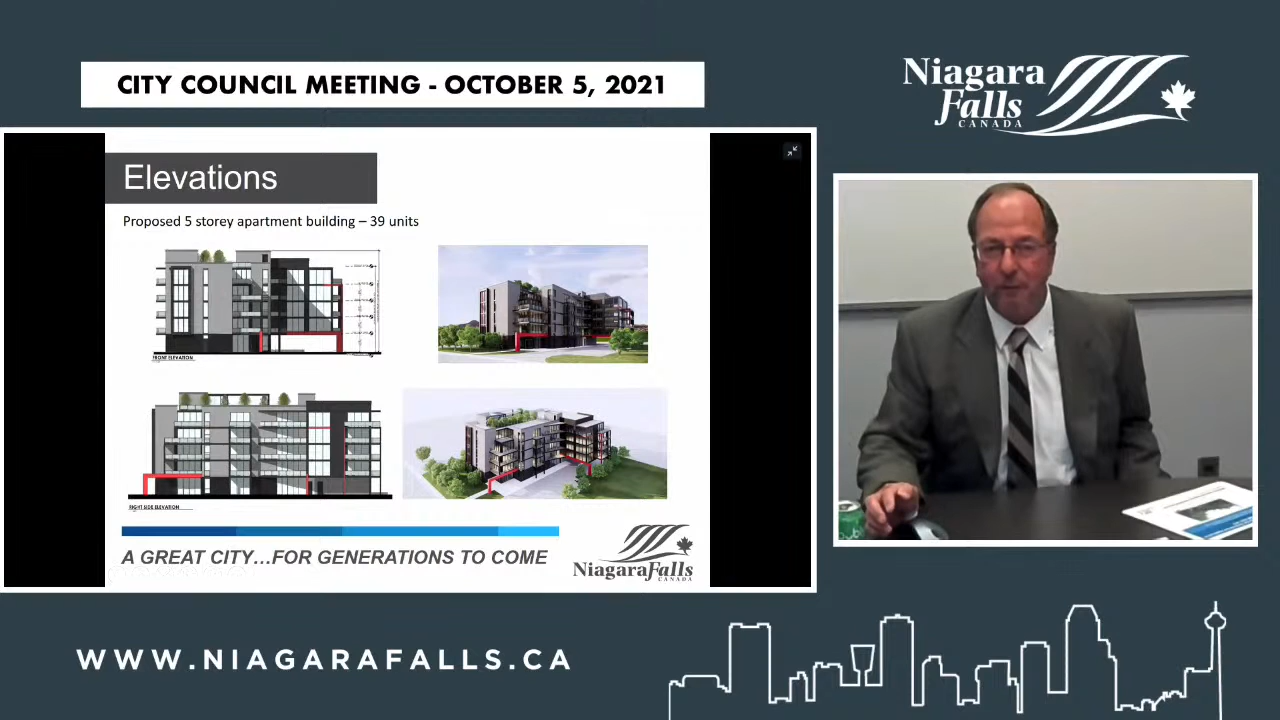 CITY COUNCIL MEETING - OCTOBER 5, 2021
Niagara
Falls
CANADA
Elevations
Proposed 5 storey apartment building – 39 units
FRONT ELEVATION
RIGHT SIDE ELEVATION
A GREAT CITY...FOR GENERATIONS TO COME
NiagaraFalls
CANADA
WWW.NIAGARAFALLS.CA